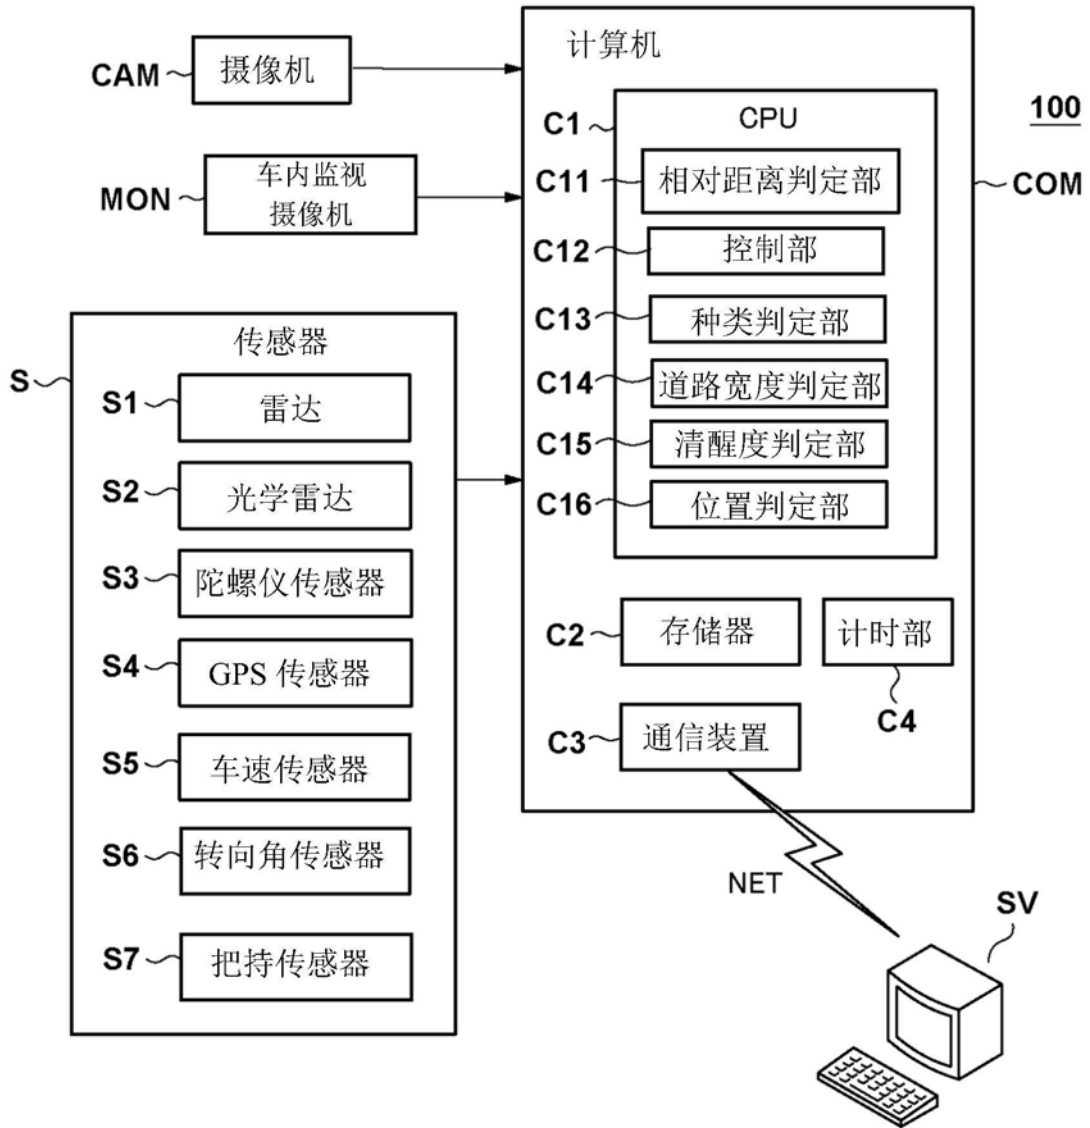 计算机
CAM
摄像机
100
C1
CPU
MON
车内监视
摄像机
C11
相对距离判定部
COM
C12
控制部
C13
种类判定部
C14
道路宽度判定部
C15
清醒度判定部
C16
位置判定部
S
传感器
S1
雷达
S2
光学雷达
S3
陀螺仪传感器
S4
GPS 传感器
S5
车速传感器
S6
转向角传感器
S7
把持传感器
C2
存储器
计时部
C4
C3
通信装置
NET
SV